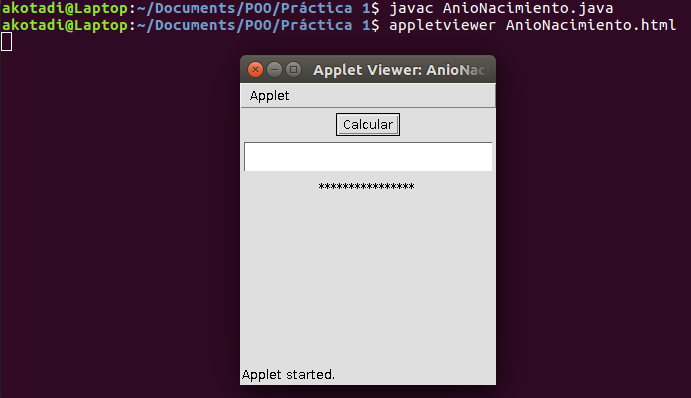 akotadi@Laptop:~/Documents/POO/Práctica 1$ javac AnioNacimiento.java
akotadi@Laptop:~/Documents/POO/Práctica 1$ appletviewer AnioNacimiento.html
Applet Viewer: AnioNaci
Applet
Calcular
****************
Applet started.